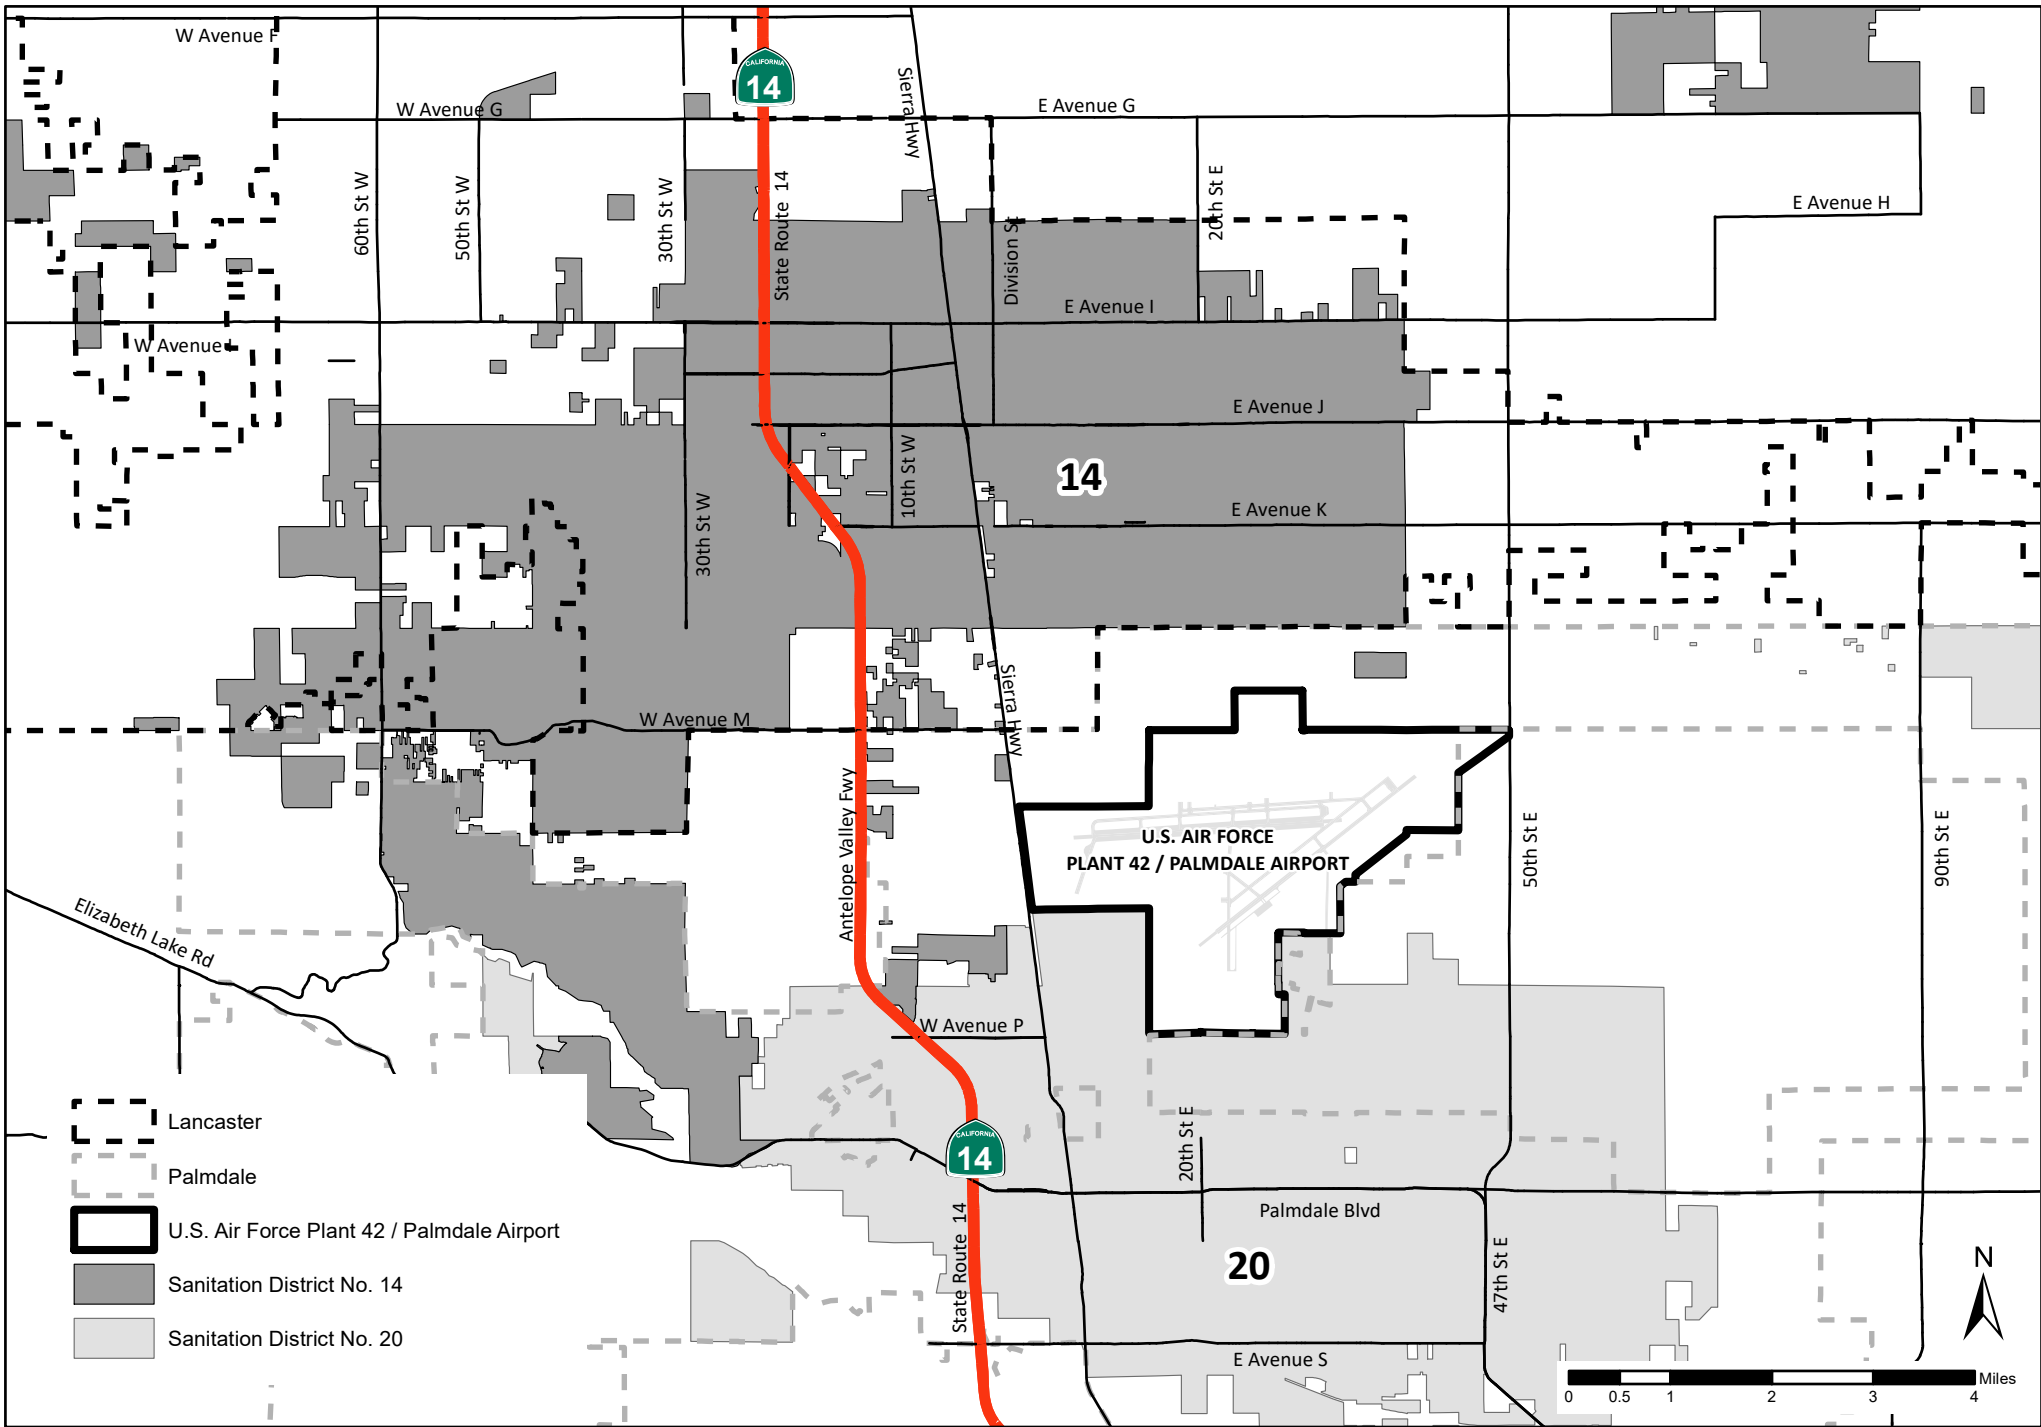 W Avenue F
CALIFORNIA
14
Sierra Hwy
W Avenue G
E Avenue G
60th St W
50th St W
30th St W
State Route 14
Division St
20th St E
E Avenue H
E Avenue I
W Avenue I
E Avenue J
10th St W
14
30th St W
E Avenue K
Sierra Hwy
W Avenue M
Antelope Valley Fwy
U.S. AIR FORCE
PLANT 42 / PALMDALE AIRPORT
50th St E
90th St E
Elizabeth Lake Rd
W Avenue P
CALIFORNIA
14
20th St E
Palmdale Blvd
State Route 14
20
47th St E
E Avenue S
Lancaster
Palmdale
U.S. Air Force Plant 42 / Palmdale Airport
Sanitation District No. 14
Sanitation District No. 20
N
Miles
0 0.5 1 2 3 4